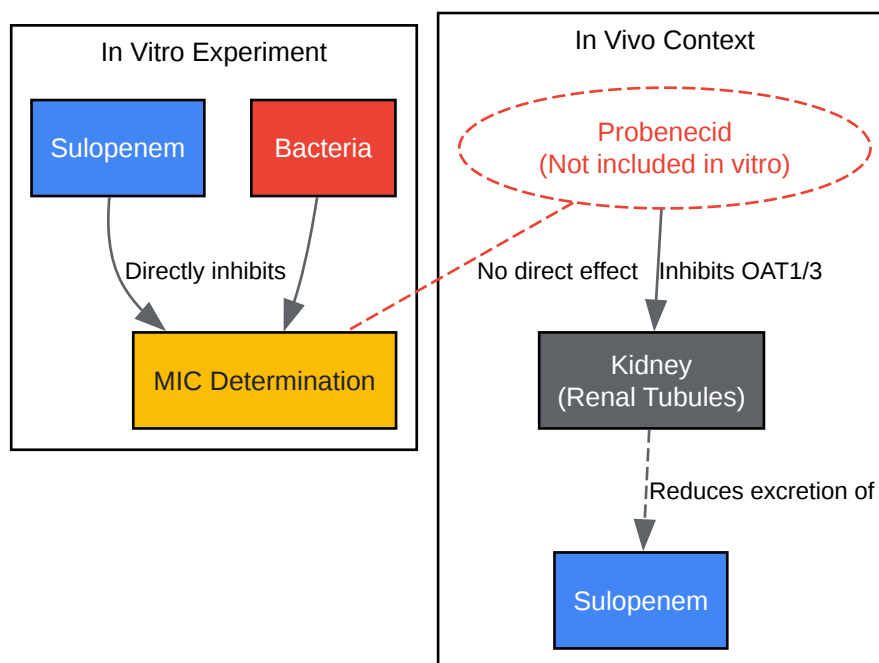 In Vitro Experiment
Sulopenem
Bacteria
Directly inhibits
MIC Determination
In Vivo Context
Probenecid
(Not included in vitro)
No direct effect
Inhibits OAT1/3
Kidney
(Renal Tubules)
Reduces excretion of
Sulopenem